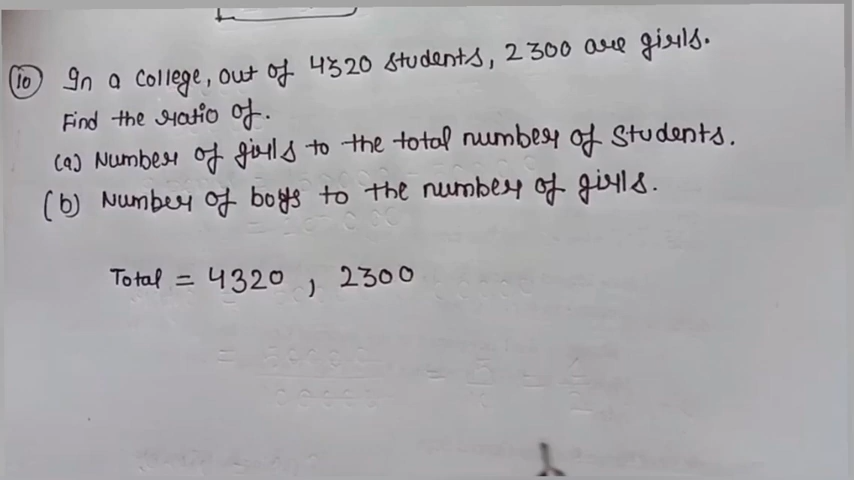 10 In a college, out of 4320 students, 2300 are girls.
Find the ratio of.
(a) Number of girls to the total number of students.
(b) Number of boys to the number of girls.
Total = 4320 , 2300